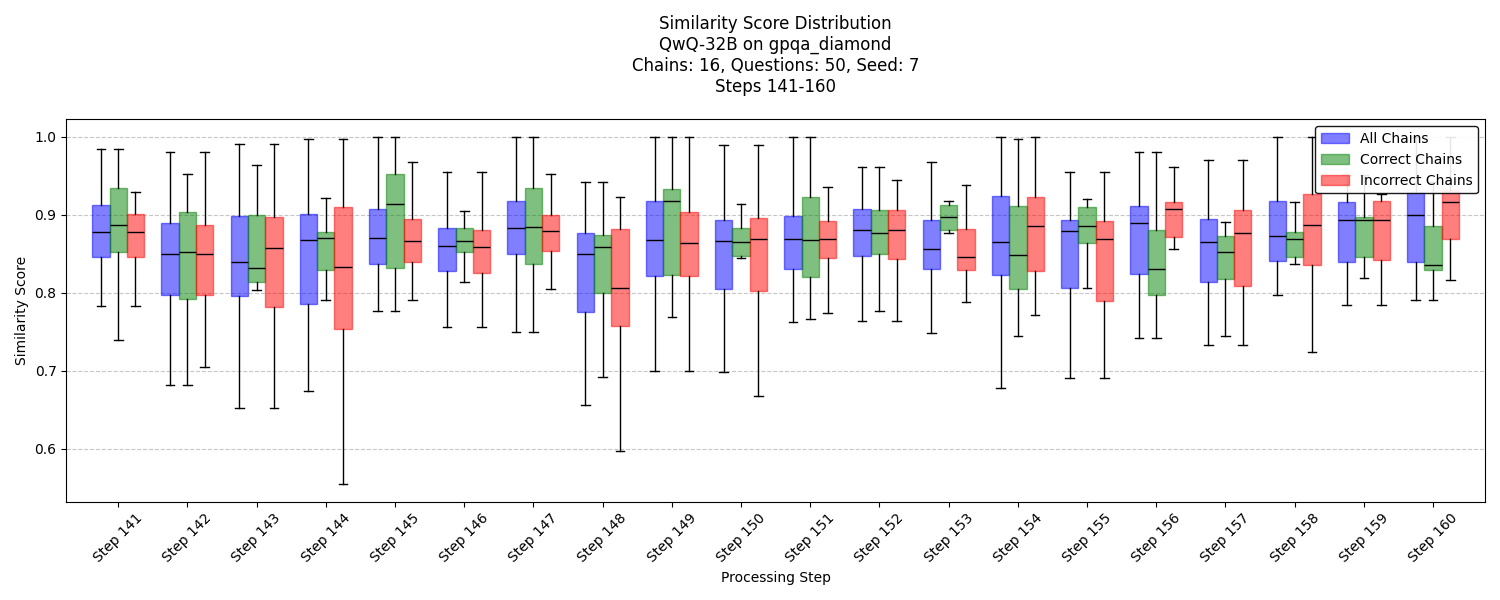 Similarity Score Distribution
QwQ-32B on gpqa_diamond
Chains: 16, Questions: 50, Seed: 7
Steps 141-160
All Chains
Correct Chains
Incorrect Chains
Similarity Score
1.0
0.9
0.8
0.7
0.6
Step 141
Step 142
Step 143
Step 144
Step 145
Step 146
Step 147
Step 148
Step 149
Step 150
Step 151
Step 152
Step 153
Step 154
Step 155
Step 156
Step 157
Step 158
Step 159
Step 160
Processing Step